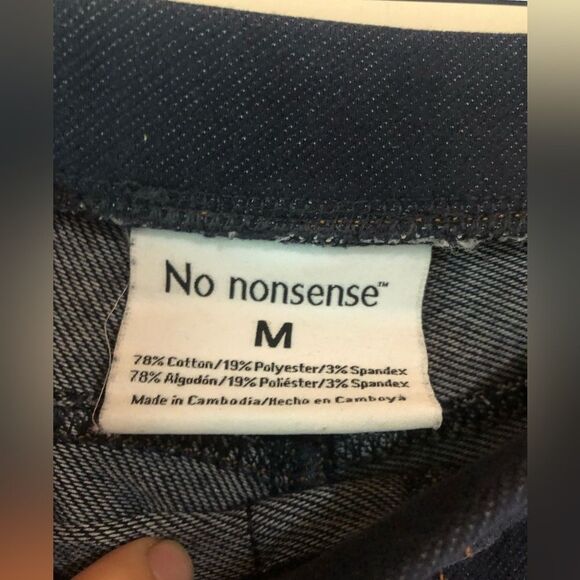 No nonsense™
M
78% Cotton/19% Polyester/3% Spandex
78% Algodón/19% Poliéster/3% Spandex
Made in Cambodia/Hecho en Camboya